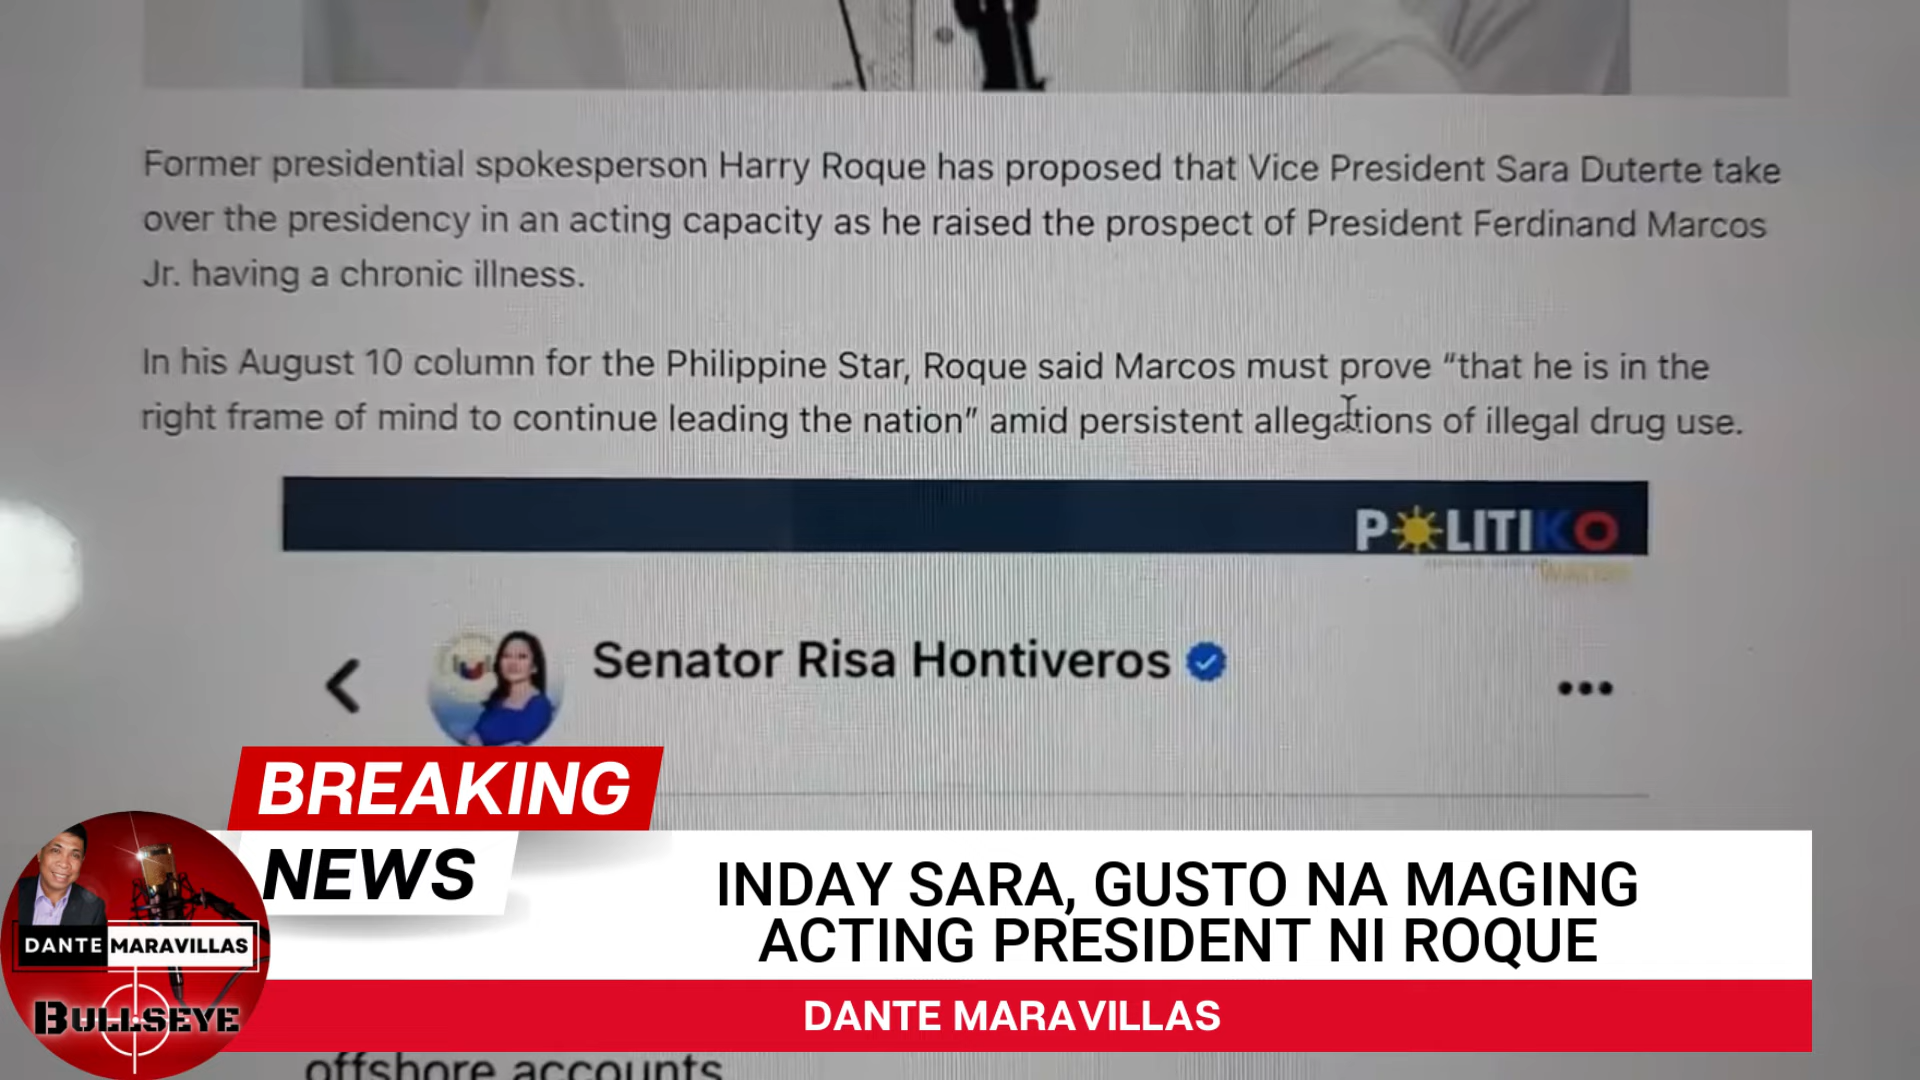 Former presidential spokesperson Harry Roque has proposed that Vice President Sara Duterte take
over the presidency in an acting capacity as he raised the prospect of President Ferdinand Marcos
Jr. having a chronic illness.
In his August 10 column for the Philippine Star, Roque said Marcos must prove “that he is in the
right frame of mind to continue leading the nation” amid persistent allegations of illegal drug use.
POLITIKO
Senator Risa Hontiveros
BREAKING
NEWS
INDAY SARA, GUSTO NA MAGING
ACTING PRESIDENT NI ROQUE
DANTE MARAVILLAS
BULLSEYE
DANTE MARAVILLAS
offshore accounts